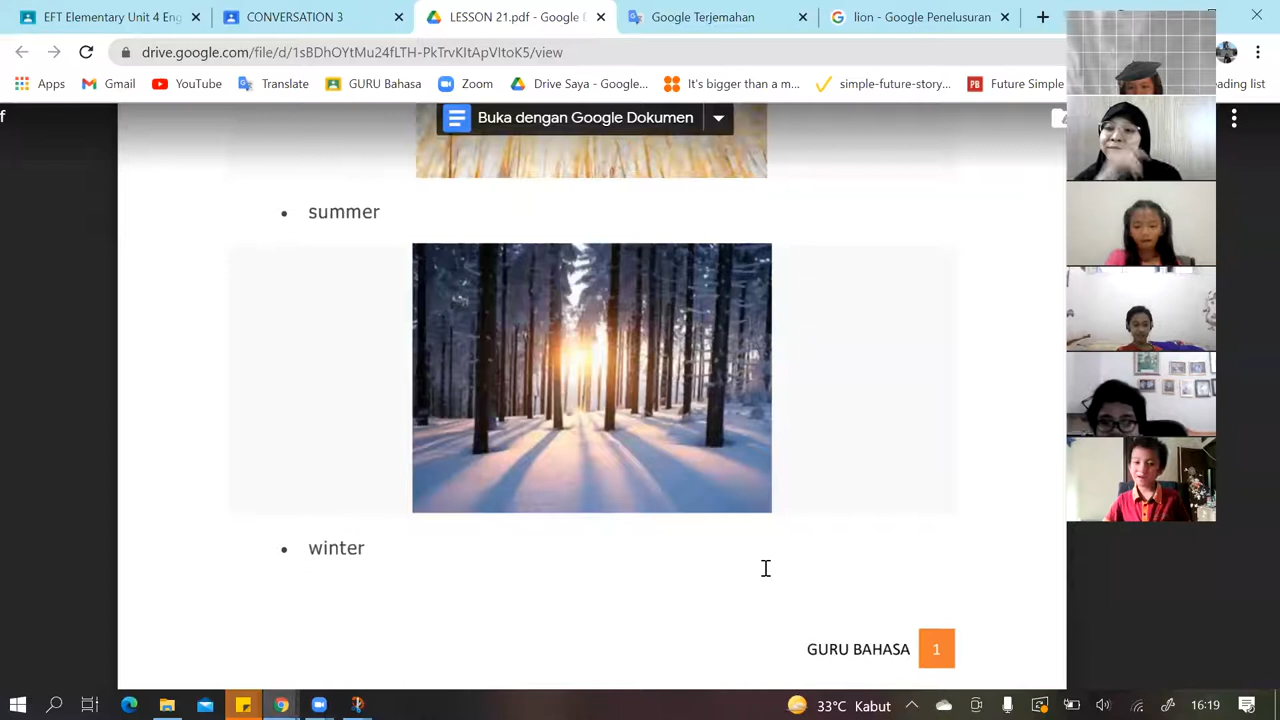 EFT Elementary Unit 4 Eng
CONVERSATION 3
LESSON 21.pdf - Google
Google Terjemahan
lion - Google Penelusuran
drive.google.com/file/d/1sBDhOYtMu24fLTH-PkTrvKItApVItoK5/view
Apps
Gmail
YouTube
Translate
GURU Bahasa
Zoom
Drive Saya - Google...
It's bigger than a m...
simple-future-story...
Future Simple
ading list
f
Buka dengan Google Dokumen
• summer
• winter
GURU BAHASA 1
33°C Kabut
16:19